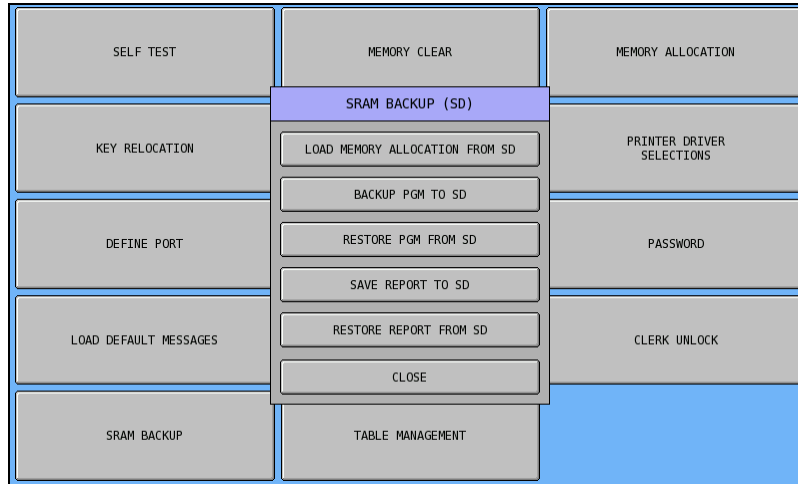 SELF TEST
MEMORY CLEAR
MEMORY ALLOCATION
SRAM BACKUP (SD)
KEY RELOCATION
LOAD MEMORY ALLOCATION FROM SD
PRINTER DRIVER
SELECTIONS
BACKUP PGM TO SD
DEFINE PORT
RESTORE PGM FROM SD
PASSWORD
SAVE REPORT TO SD
LOAD DEFAULT MESSAGES
RESTORE REPORT FROM SD
CLERK UNLOCK
CLOSE
SRAM BACKUP
TABLE MANAGEMENT